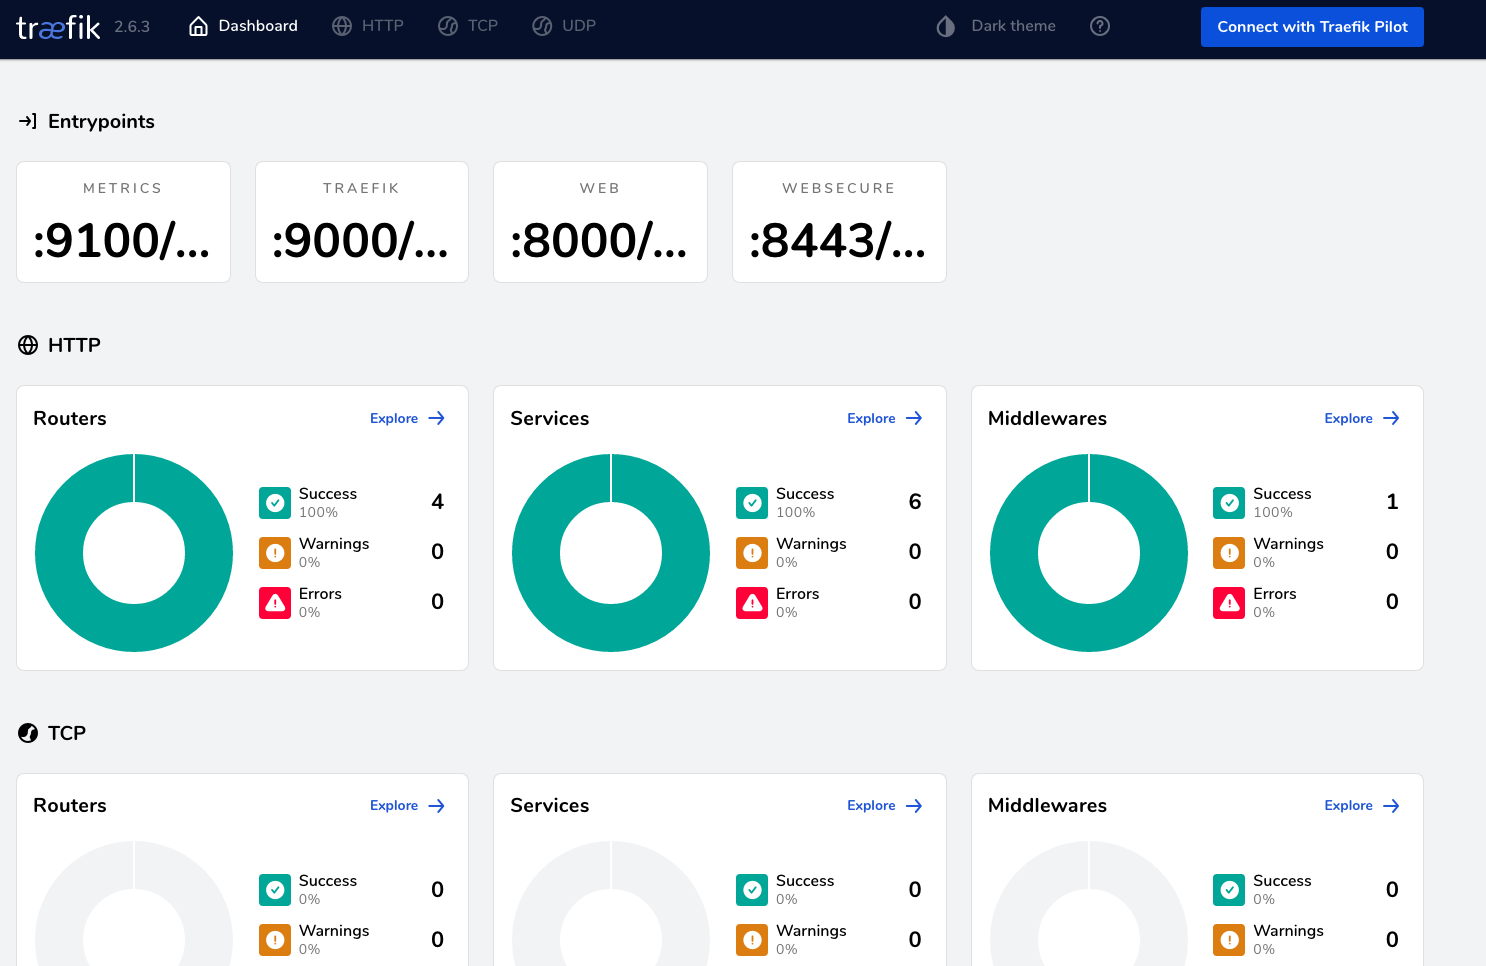 træfik 2.6.3 Dashboard HTTP TCP UDP Dark theme Connect with Traefik Pilot
Entrypoints
METRICS TRAEFIK WEB WEBSECURE
:9100/... :9000/... :8000/... :8443/...
HTTP
Routers Explore Services Explore Middlewares Explore
Success 4 Success 6 Success 1
100% 100% 100%
Warnings 0 Warnings 0 Warnings 0
0% 0% 0%
Errors 0 Errors 0 Errors 0
0% 0% 0%
TCP
Routers Explore Services Explore Middlewares Explore
Success 0 Success 0 Success 0
0% 0% 0%
Warnings 0 Warnings 0 Warnings 0
0% 0% 0%